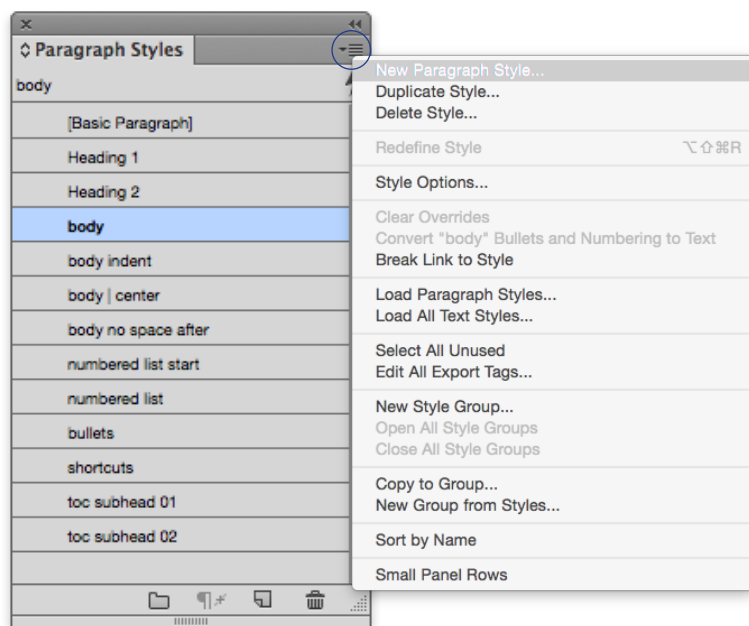 Paragraph Styles
body
[Basic Paragraph]
Heading 1
Heading 2
body
body indent
body | center
body no space after
numbered list start
numbered list
bullets
shortcuts
toc subhead 01
toc subhead 02
New Paragraph Style...
Duplicate Style...
Delete Style...
Redefine Style ⌥⇧⌘R
Style Options...
Clear Overrides
Convert "body" Bullets and Numbering to Text
Break Link to Style
Load Paragraph Styles...
Load All Text Styles...
Select All Unused
Edit All Export Tags...
New Style Group...
Open All Style Groups
Close All Style Groups
Copy to Group...
New Group from Styles...
Sort by Name
Small Panel Rows